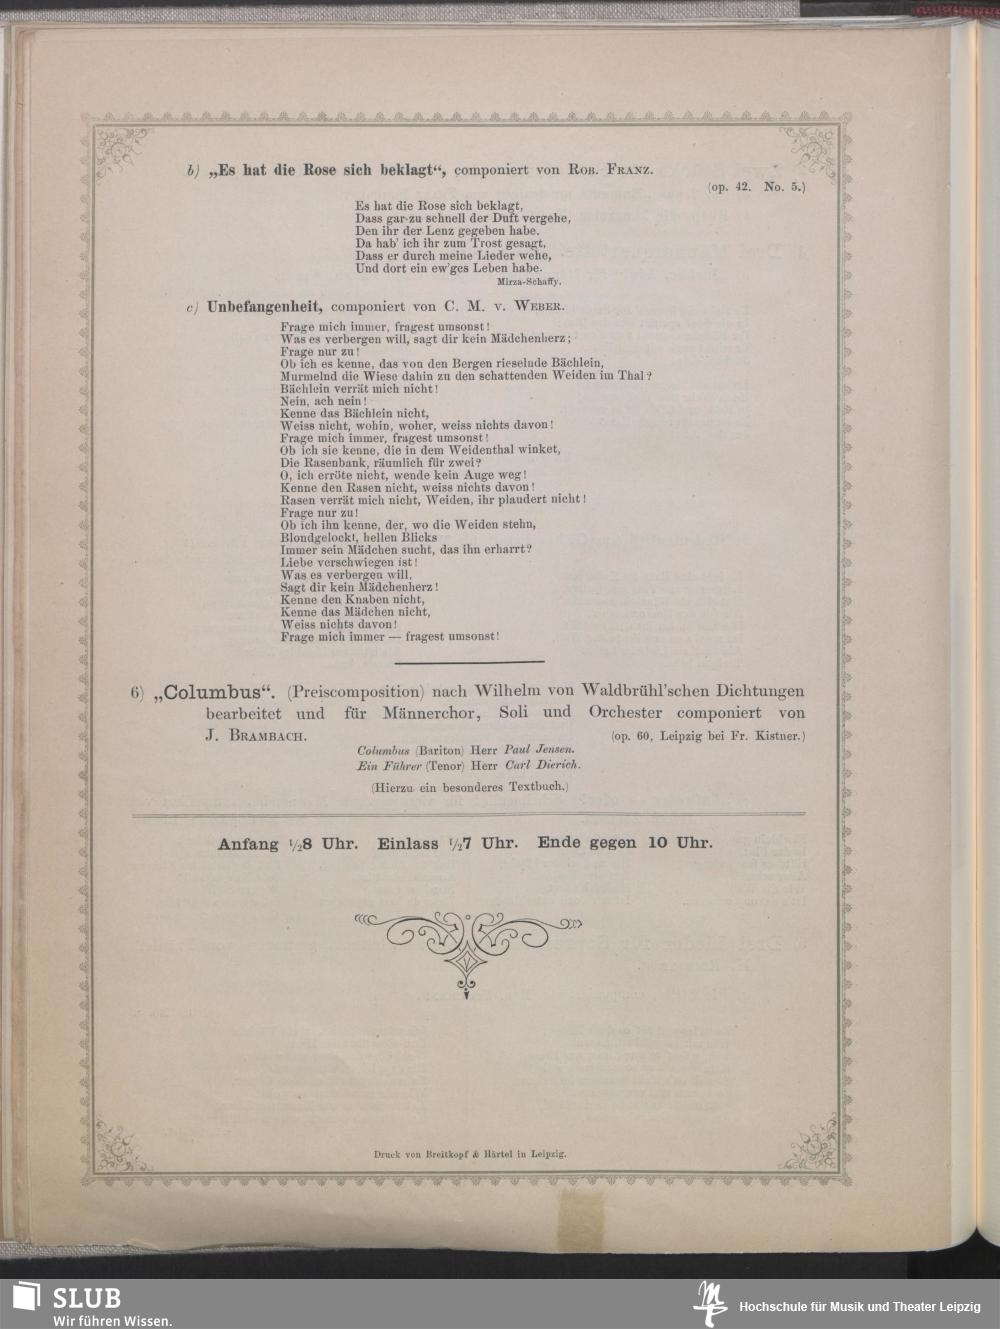 b) „Es hat die Rose sich beklagt“, componiert von Rob. Franz.
(op. 42. No. 5.)
Es hat die Rose sich beklagt,
Dass gar zu schnell der Duft vergehe,
Den ihr der Lenz gegeben habe.
Da hab' ich ihr zum Trost gesagt,
Dass er durch meine Lieder wehe,
Und dort ein ew'ges Leben habe.
Mirza-Schaffy.
c) Unbefangenheit, componiert von C. M. v. Weber.
Frage mich immer, fragest umsonst!
Was es verbergen will, sagt dir kein Mädchenherz;
Frage nur zu!
Ob ich es kenne, das von den Bergen rieselnde Bächlein,
Murmelnd die Wiese dahin zu den schattenden Weiden im Thal?
Bächlein verrät mich nicht!
Nein, ach nein!
Kenne das Bächlein nicht,
Weiss nicht, wohin, woher, weiss nichts davon!
Frage mich immer, fragest umsonst!
Ob ich sie kenne, die in dem Weidenthal winket,
Die Rasenbank, räumlich für zwei?
O, ich erröte nicht, wende kein Auge weg!
Kenne den Rasen nicht, weiss nichts davon!
Rasen verrät mich nicht, Weiden, ihr plaudert nicht!
Frage nur zu!
Ob ich ihn kenne, der, wo die Weiden stehn,
Blondgelockt, hellen Blicks
Immer sein Mädchen sucht, das ihn erharrt?
Liebe verschwiegen ist!
Was es verbergen will,
Sagt dir kein Mädchenherz!
Kenne den Knaben nicht,
Kenne das Mädchen nicht,
Weiss nichts davon!
Frage mich immer — fragest umsonst!
6) „Columbus“. (Preiscomposition) nach Wilhelm von Waldbrühl'schen Dichtungen
bearbeitet und für Männerchor, Soli und Orchester componiert von
J. Brambach. (op. 60, Leipzig bei Fr. Kistner.)
Columbus (Bariton) Herr Paul Jensen.
Ein Führer (Tenor) Herr Carl Dierich.
(Hierzu ein besonderes Textbuch.)
Anfang 1/28 Uhr. Einlass 1/27 Uhr. Ende gegen 10 Uhr.
Druck von Breitkopf & Härtel in Leipzig.
SLUB
Wir führen Wissen.
Hochschule für Musik und Theater Leipzig